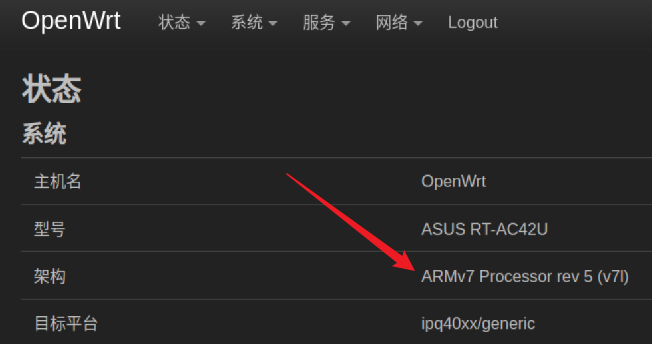 OpenWrt 状态 系统 服务 网络 Logout
状态
系统
主机名 OpenWrt
型号 ASUS RT-AC42U
架构 ARMv7 Processor rev 5 (v7l)
目标平台 ipq40xx/generic